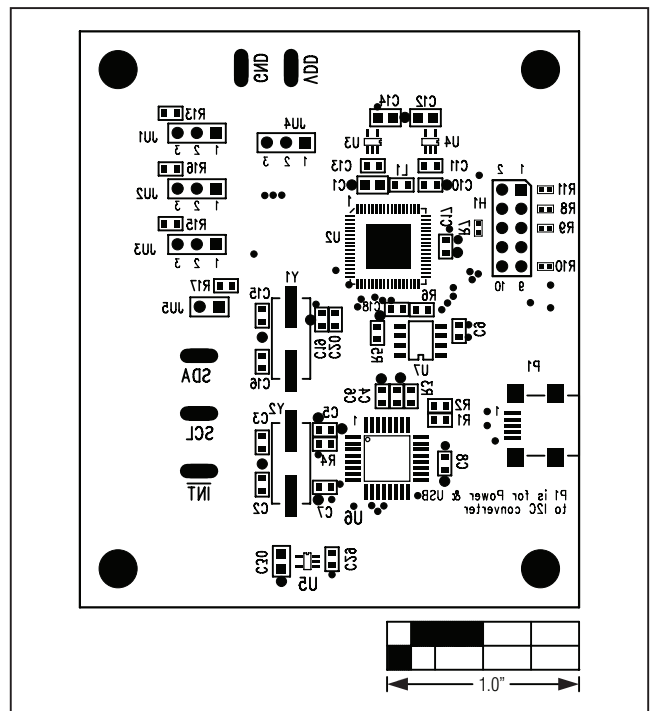 GND VDD
R13
JU1
3 2 1
JU4
3 2 1
R16
JU2
3 2 1
R15
JU3
3 2 1
R17
JU5
SDA
SCL
INT
C14 C12
U3 U4
C13 C11
C1 L1 C10
1
U2
C17
R7
2 1
H1
R11
R8
R9
R10
10 9
Y1
C15
C16
C19
C20
C18
R6
R5
U7
C9
P1
1
C6
C4
R3
R2
R1
Y2
C3
C2
C5
R4
C7
1
U6
C8
P1 is for Power & USB
to I2C converter
C30
U5
C29
1.0"